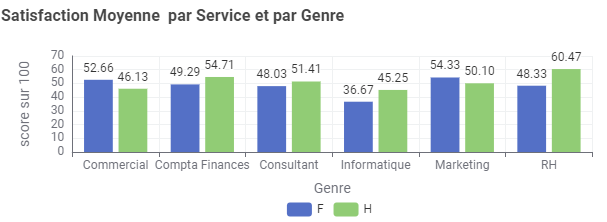 Satisfaction Moyenne  par Service et par Genre
score sur 100
70
60
50
40
30
20
10
0
52.66 46.13 49.29 54.71 48.03 51.41 36.67 45.25 54.33 50.10 48.33 60.47
Commercial Compta Finances Consultant Informatique Marketing RH
Genre
F H